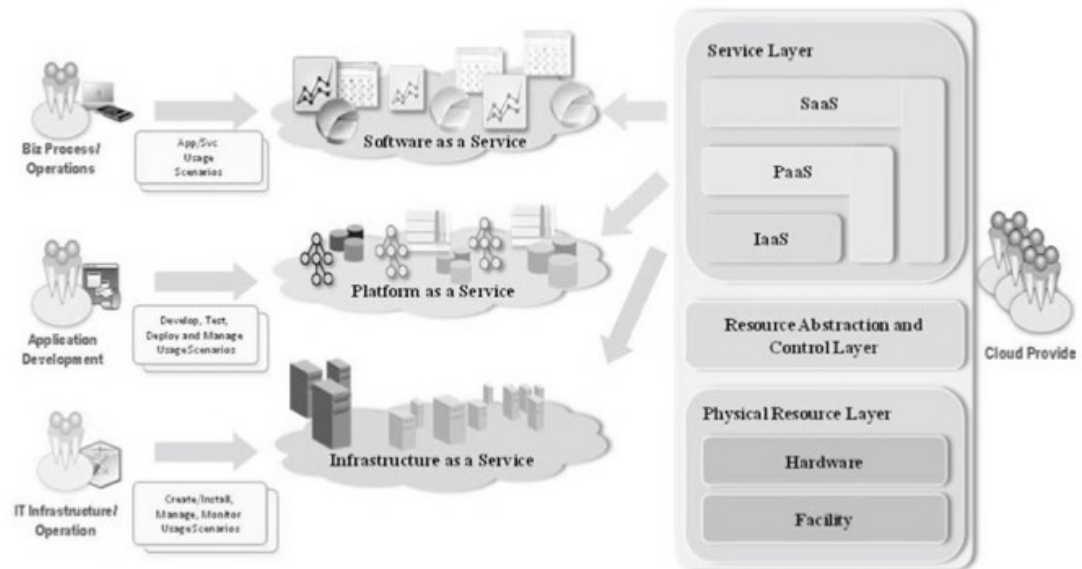 Biz Process/
Operations
App/Svc
Usage
Scenarios
Software as a Service
Application
Development
Develop, Test,
Deploy and Manage
UsageScenarios
Platform as a Service
IT Infrastructure/
Operation
Create/Install,
Manage, Monitor
UsageScenarios
Infrastructure as a Service
Service Layer
SaaS
PaaS
IaaS
Resource Abstraction and
Control Layer
Physical Resource Layer
Hardware
Facility
Cloud Provide